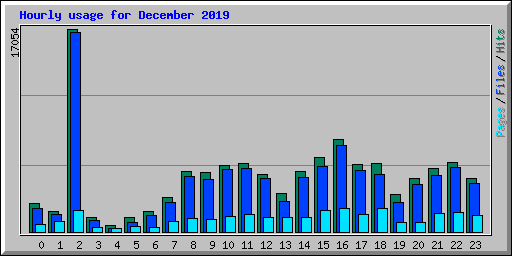 Hourly usage for December 2019
17054
Pages/Files/Hits
0 1 2 3 4 5 6 7 8 9 10 11 12 13 14 15 16 17 18 19 20 21 22 23